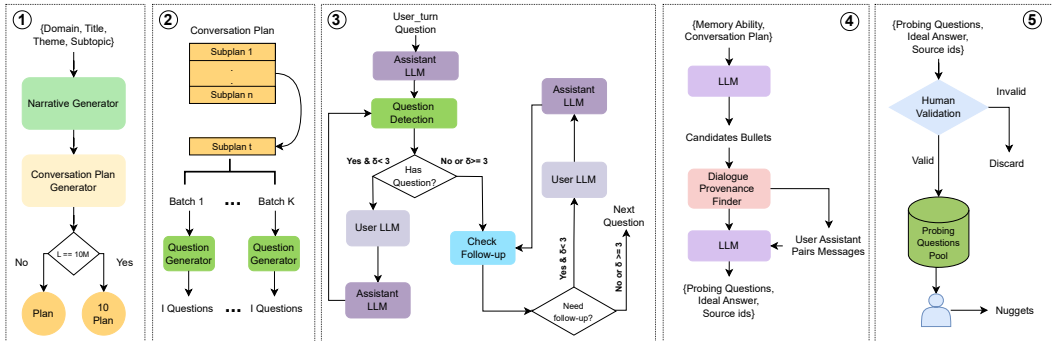 1
{Domain, Title,
Theme, Subtopic}
Narrative Generator
Conversation Plan
Generator
L == 10M
No
Yes
Plan
10
Plan
2
Conversation Plan
Subplan 1
.
.
Subplan n
Subplan t
Batch 1
...
Batch K
Question
Generator
Question
Generator
I Questions
...
I Questions
3
User_turn
Question
Assistant
LLM
Question
Detection
Yes & δ< 3
No or δ>= 3
Has
Question?
User LLM
Assistant
LLM
Check
Follow-up
Assistant
LLM
User LLM
Yes & δ< 3
No or δ >= 3
Next
Question
Need
follow-up?
4
{Memory Ability,
Conversation Plan}
LLM
Candidates Bullets
Dialogue
Provenance
Finder
User Assistant
Pairs Messages
LLM
{Probing Questions,
Ideal Answer,
Source ids}
5
{Probing Questions,
Ideal Answer,
Source ids}
Human
Validation
Invalid
Discard
Valid
Probing
Questions
Pool
Nuggets